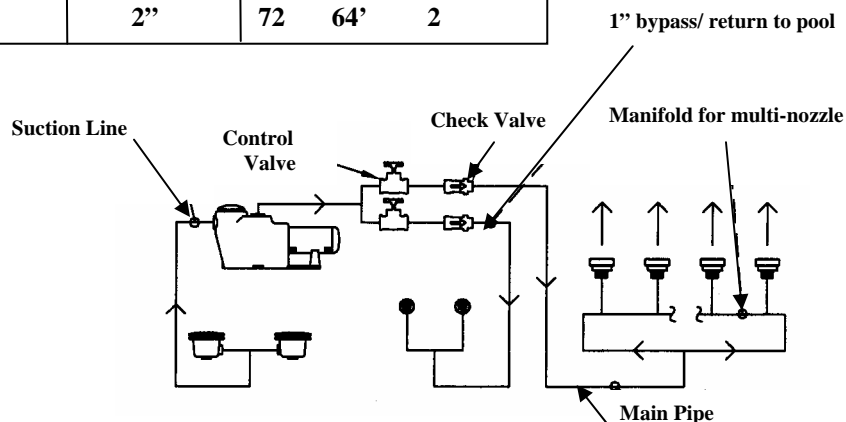 2” 72 64’ 2
1” bypass/ return to pool
Suction Line
Control
Valve
Check Valve
Manifold for multi-nozzle
Main Pipe